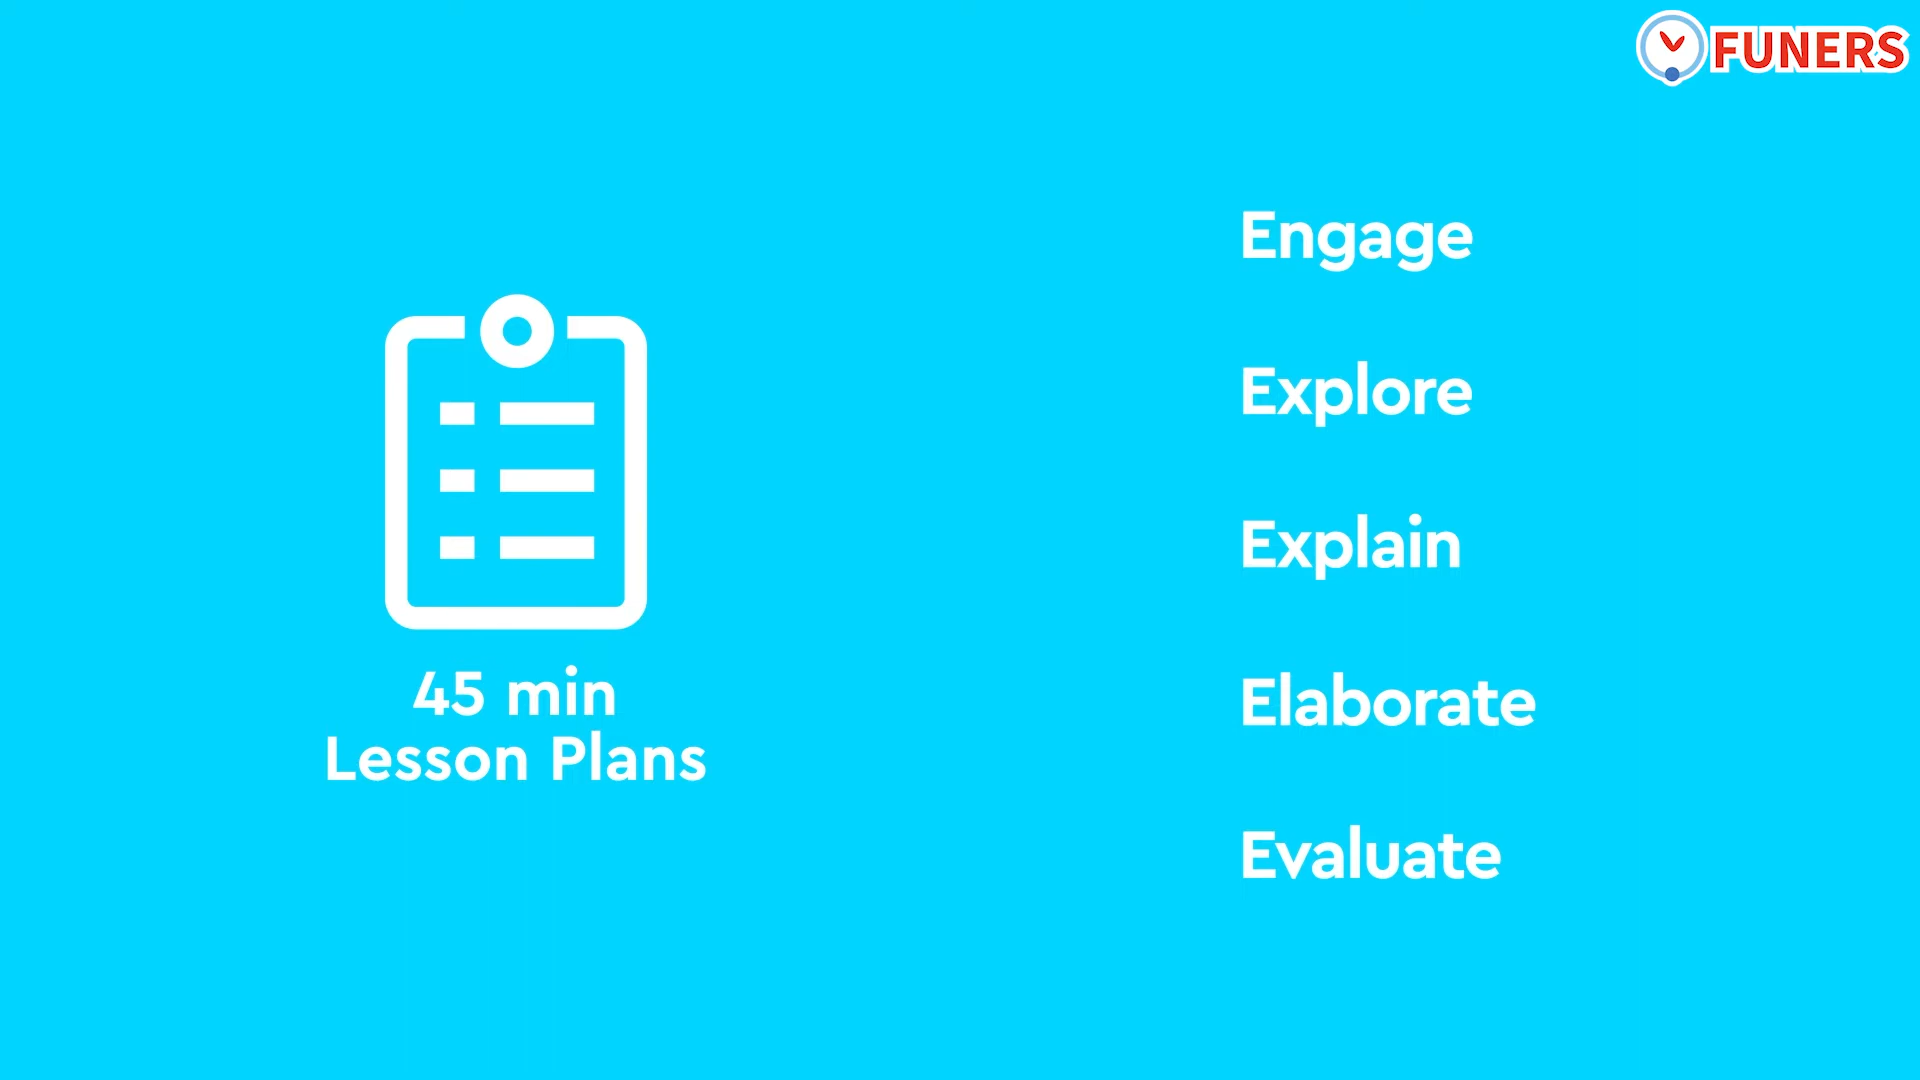 FUNERS
45 min
Lesson Plans
Engage
Explore
Explain
Elaborate
Evaluate